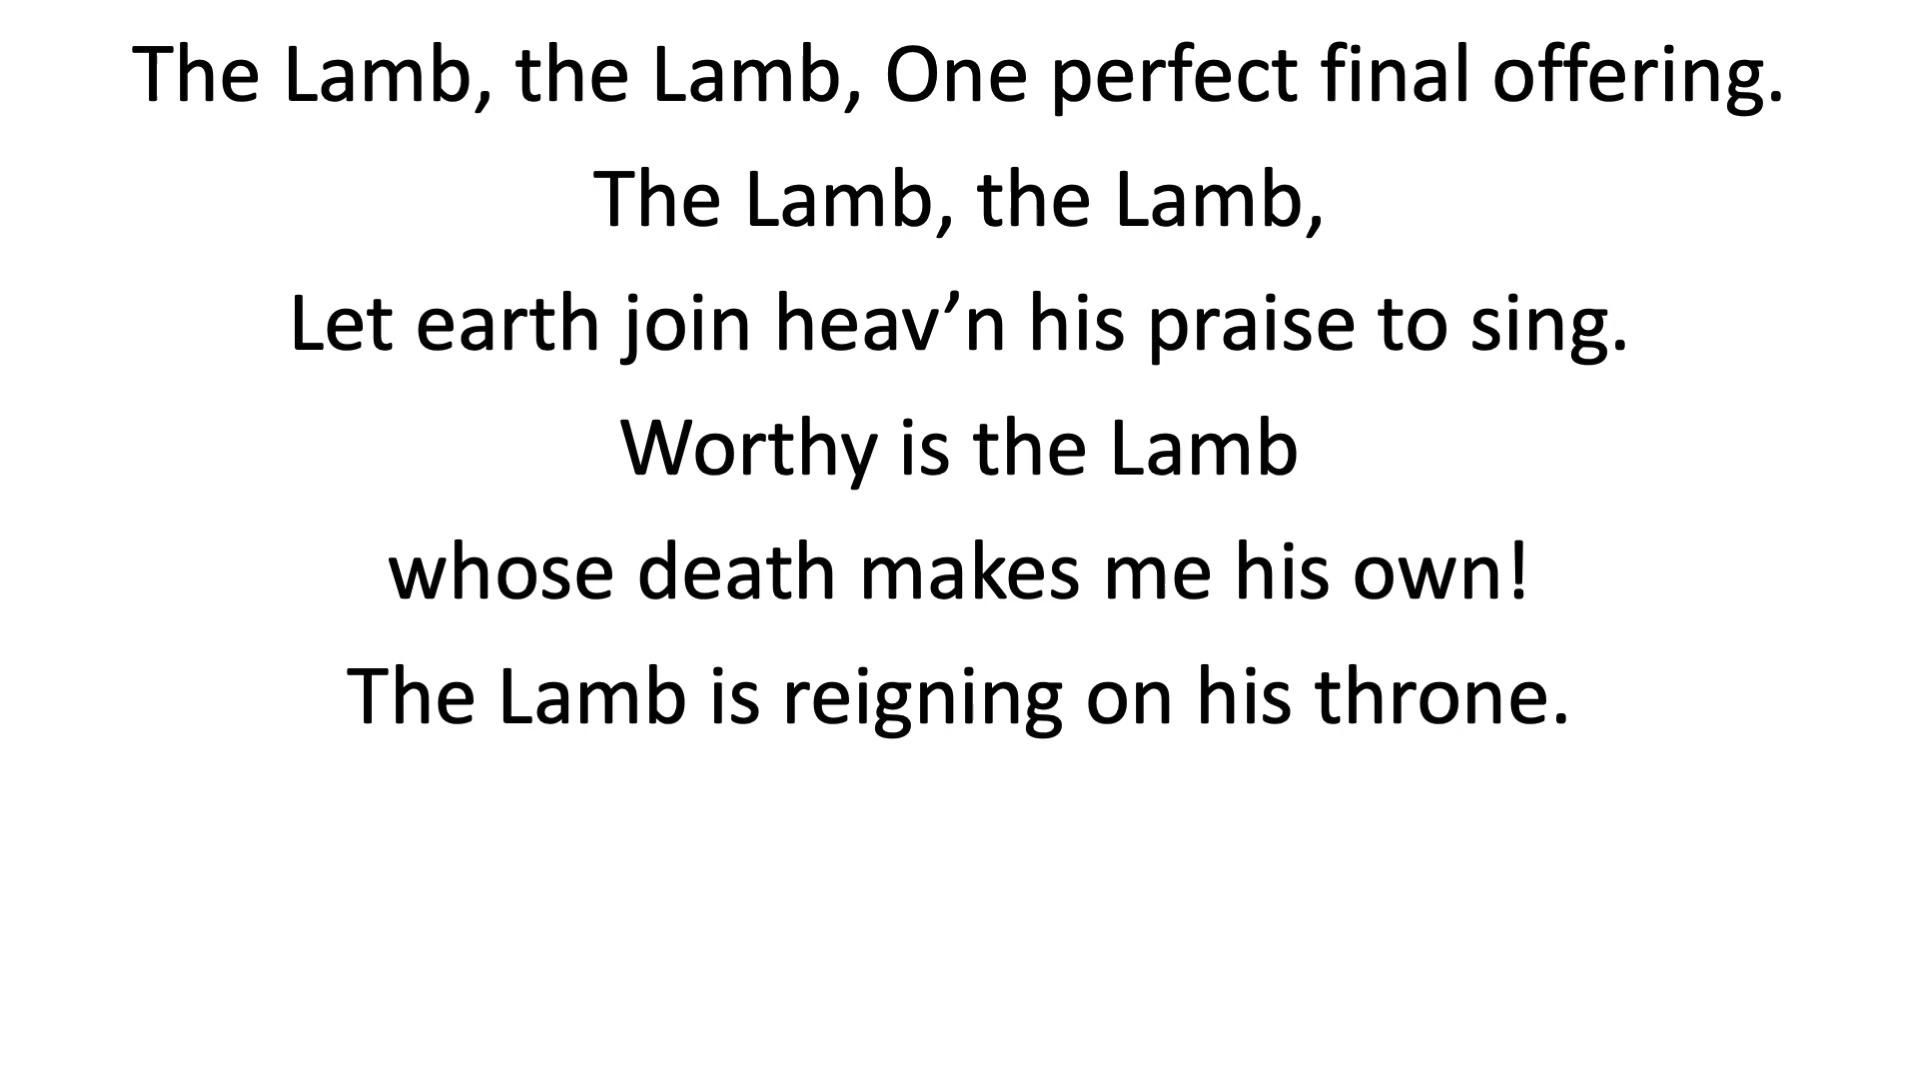 The Lamb, the Lamb, One perfect final offering.
The Lamb, the Lamb,
Let earth join heav’n his praise to sing.
Worthy is the Lamb
whose death makes me his own!
The Lamb is reigning on his throne.